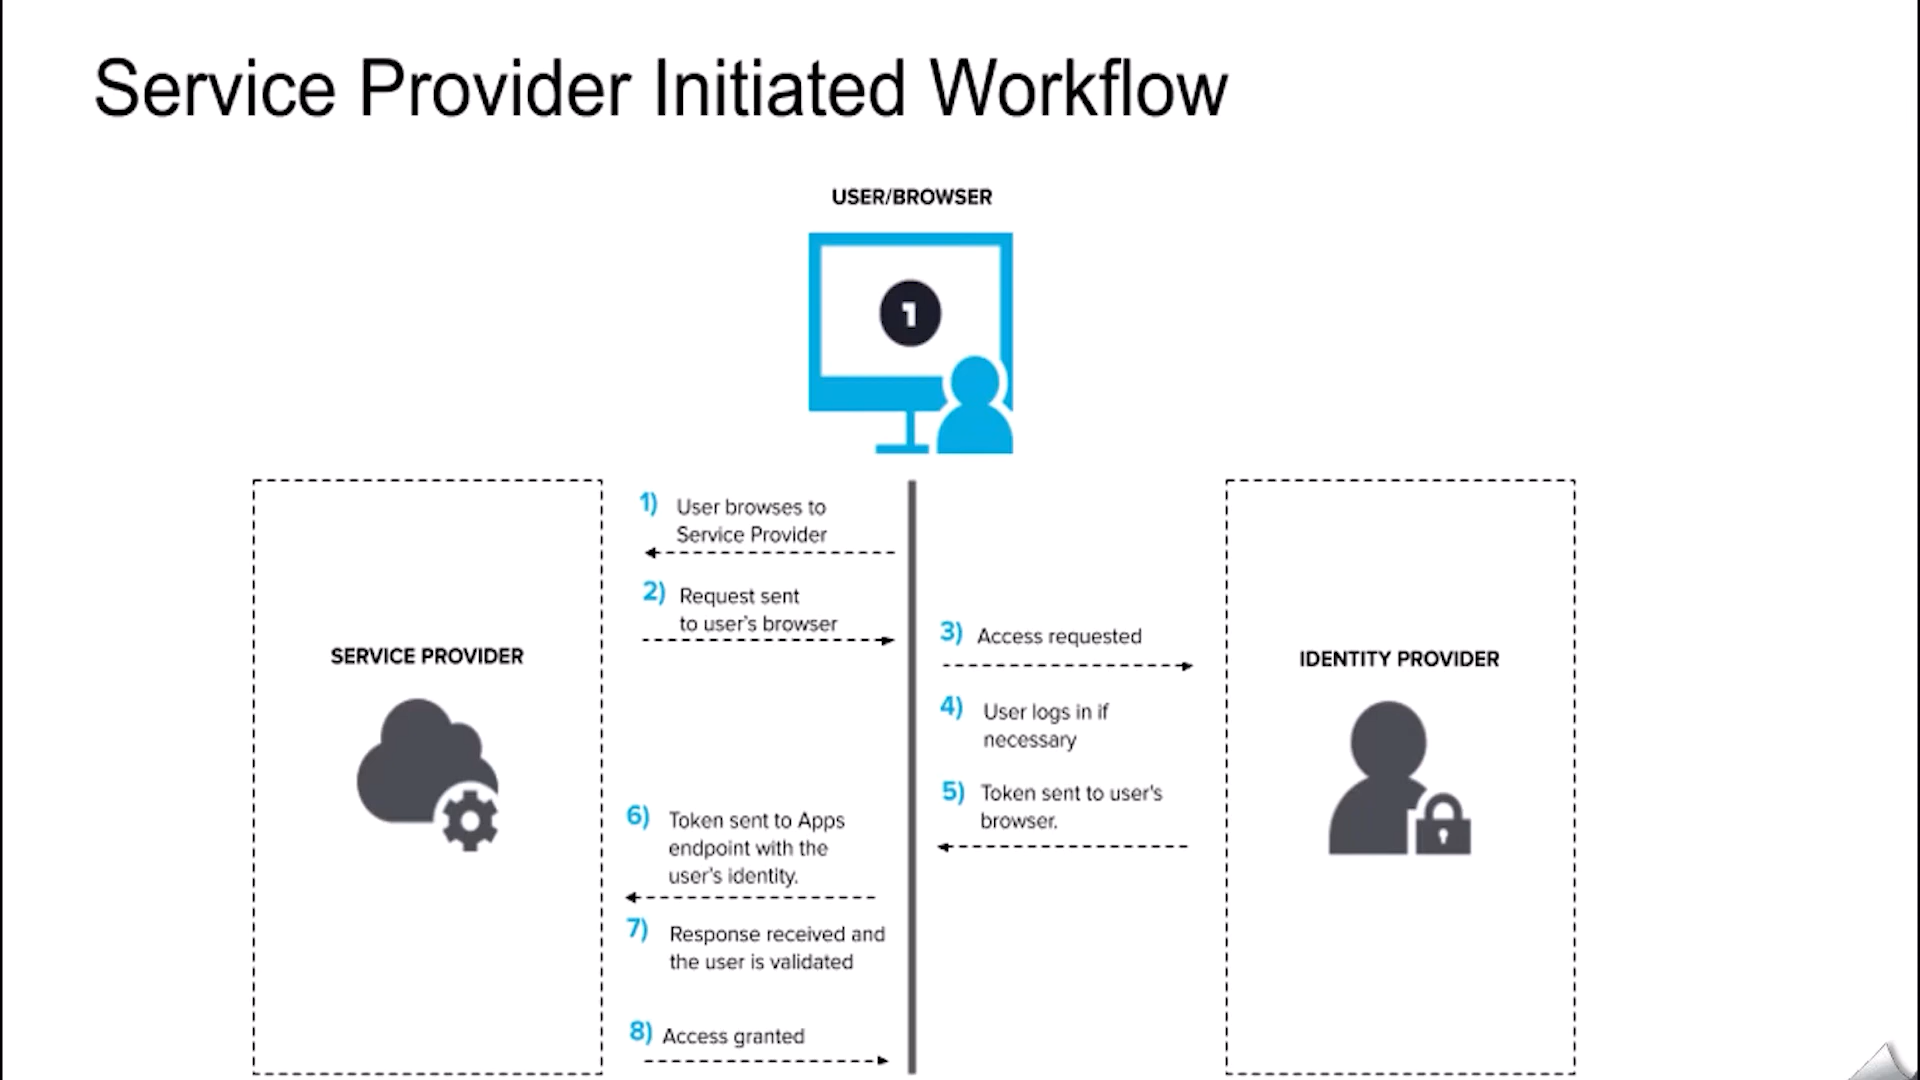 Service Provider Initiated Workflow
USER/BROWSER
1
1) User browses to
Service Provider
2) Request sent
to user's browser
3) Access requested
SERVICE PROVIDER
IDENTITY PROVIDER
4) User logs in if
necessary
5) Token sent to user's
browser.
6) Token sent to Apps
endpoint with the
user's identity.
7) Response received and
the user is validated
8) Access granted